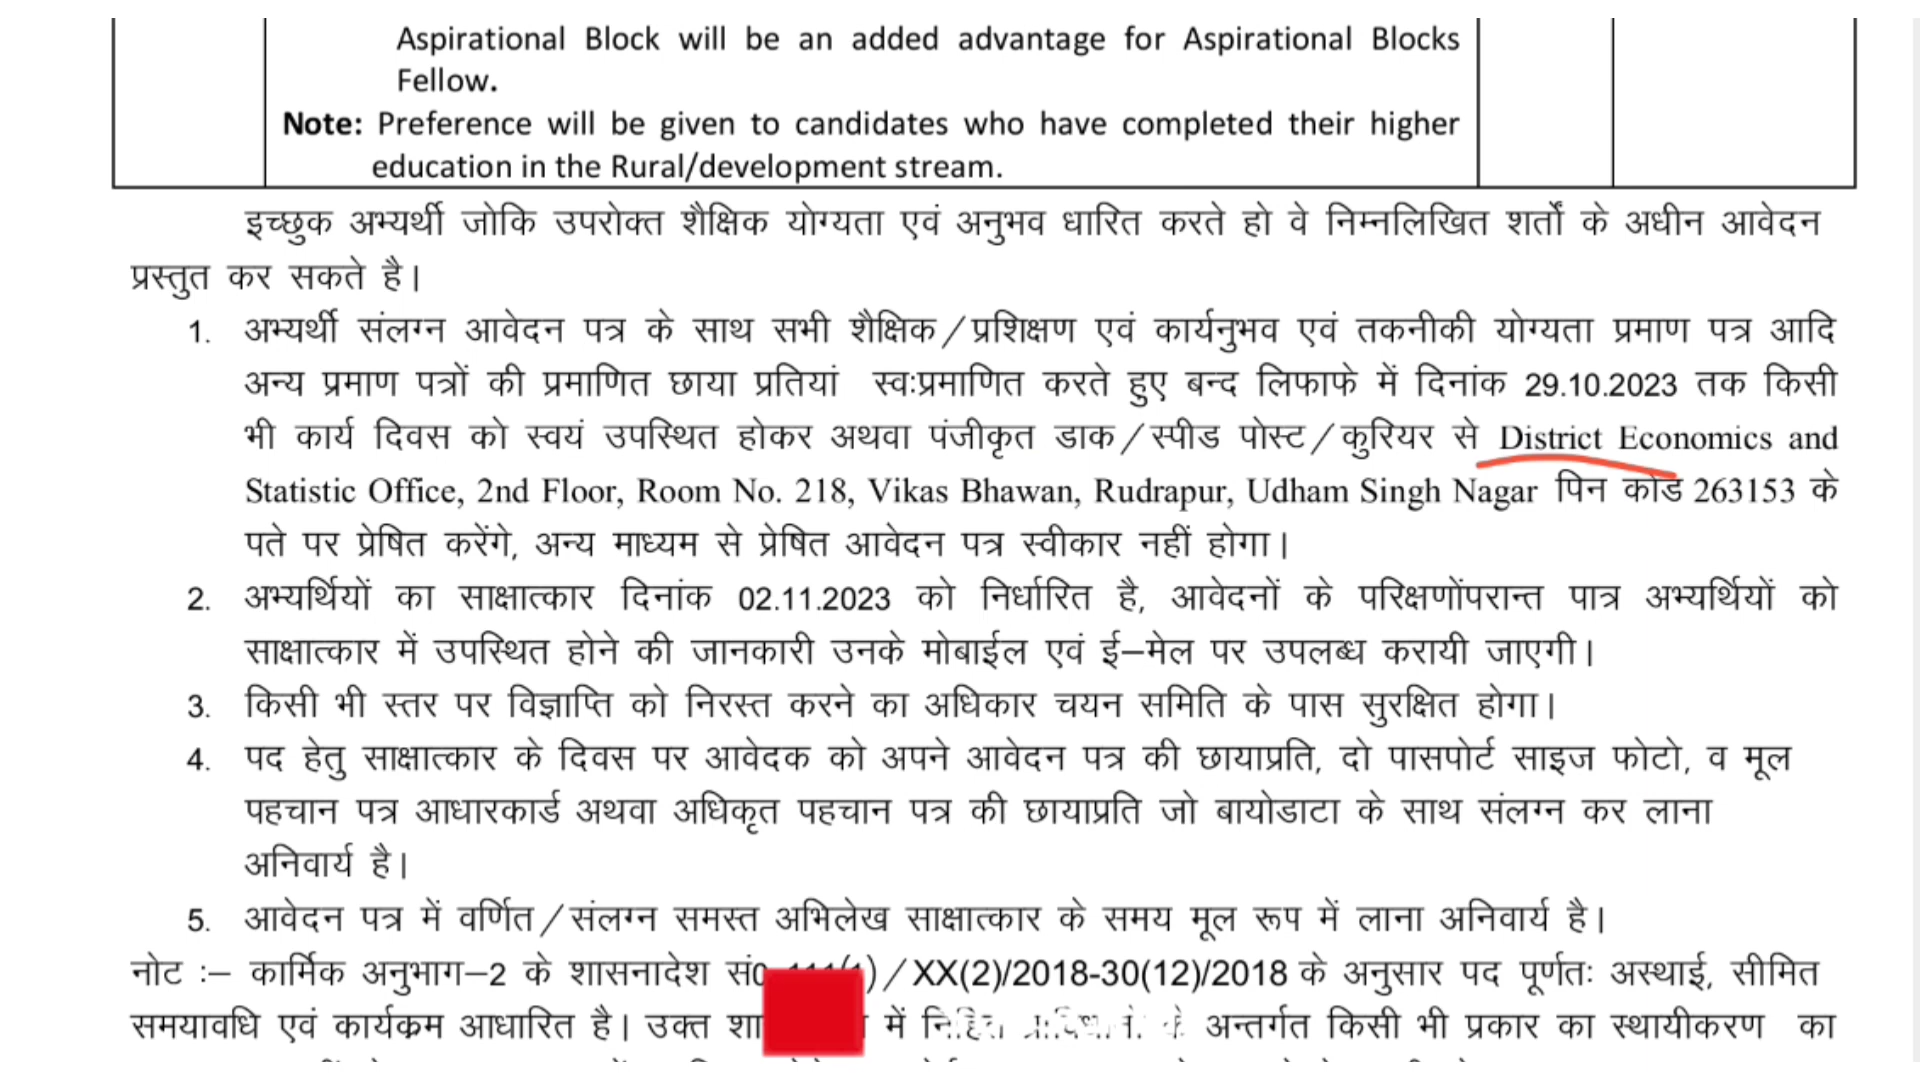 Aspirational Block will be an added advantage for Aspirational Blocks
Fellow.
Note: Preference will be given to candidates who have completed their higher
education in the Rural/development stream.
इच्छुक अभ्यर्थी जोकि उपरोक्त शैक्षिक योग्यता एवं अनुभव धारित करते हो वे निम्नलिखित शर्तों के अधीन आवेदन
प्रस्तुत कर सकते है।
1. अभ्यर्थी संलग्न आवेदन पत्र के साथ सभी शैक्षिक/प्रशिक्षण एवं कार्यनुभव एवं तकनीकी योग्यता प्रमाण पत्र आदि
अन्य प्रमाण पत्रों की प्रमाणित छाया प्रतियां स्वःप्रमाणित करते हुए बन्द लिफाफे में दिनांक 29.10.2023 तक किसी
भी कार्य दिवस को स्वयं उपस्थित होकर अथवा पंजीकृत डाक/स्पीड पोस्ट/कुरियर से District Economics and
Statistic Office, 2nd Floor, Room No. 218, Vikas Bhawan, Rudrapur, Udham Singh Nagar पिन कोड 263153 के
पते पर प्रेषित करेंगे, अन्य माध्यम से प्रेषित आवेदन पत्र स्वीकार नहीं होगा।
2. अभ्यर्थियों का साक्षात्कार दिनांक 02.11.2023 को निर्धारित है, आवेदनों के परिक्षणोंपरान्त पात्र अभ्यर्थियों को
साक्षात्कार में उपस्थित होने की जानकारी उनके मोबाईल एवं ई–मेल पर उपलब्ध करायी जाएगी।
3. किसी भी स्तर पर विज्ञाप्ति को निरस्त करने का अधिकार चयन समिति के पास सुरक्षित होगा।
4. पद हेतु साक्षात्कार के दिवस पर आवेदक को अपने आवेदन पत्र की छायाप्रति, दो पासपोर्ट साइज फोटो, व मूल
पहचान पत्र आधारकार्ड अथवा अधिकृत पहचान पत्र की छायाप्रति जो बायोडाटा के साथ संलग्न कर लाना
अनिवार्य है।
5. आवेदन पत्र में वर्णित/संलग्न समस्त अभिलेख साक्षात्कार के समय मूल रूप में लाना अनिवार्य है।
नोट :– कार्मिक अनुभाग–2 के शासनादेश सं0 /XX(2)/2018-30(12)/2018 के अनुसार पद पूर्णतः अस्थाई, सीमित
समयावधि एवं कार्यक्रम आधारित है। उक्त में अन्तर्गत किसी भी प्रकार का स्थायीकरण का